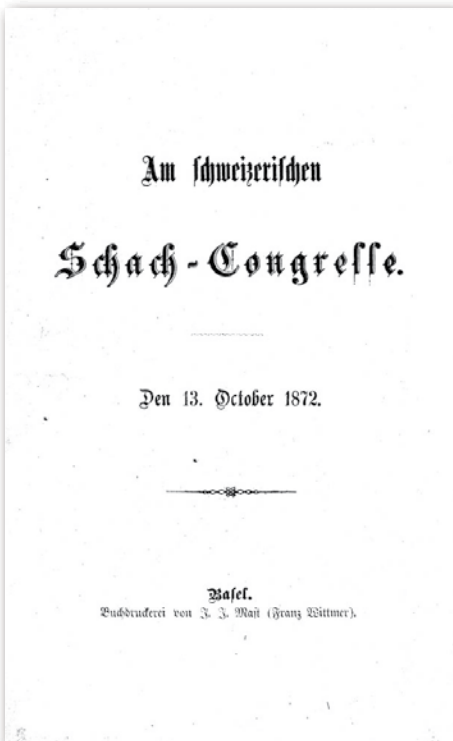 Am schweizerischen
Schach-Congresse.
Den 13. October 1872.
Basel.
Buchdruckerei von J. J. Mast (Franz Wittmer).